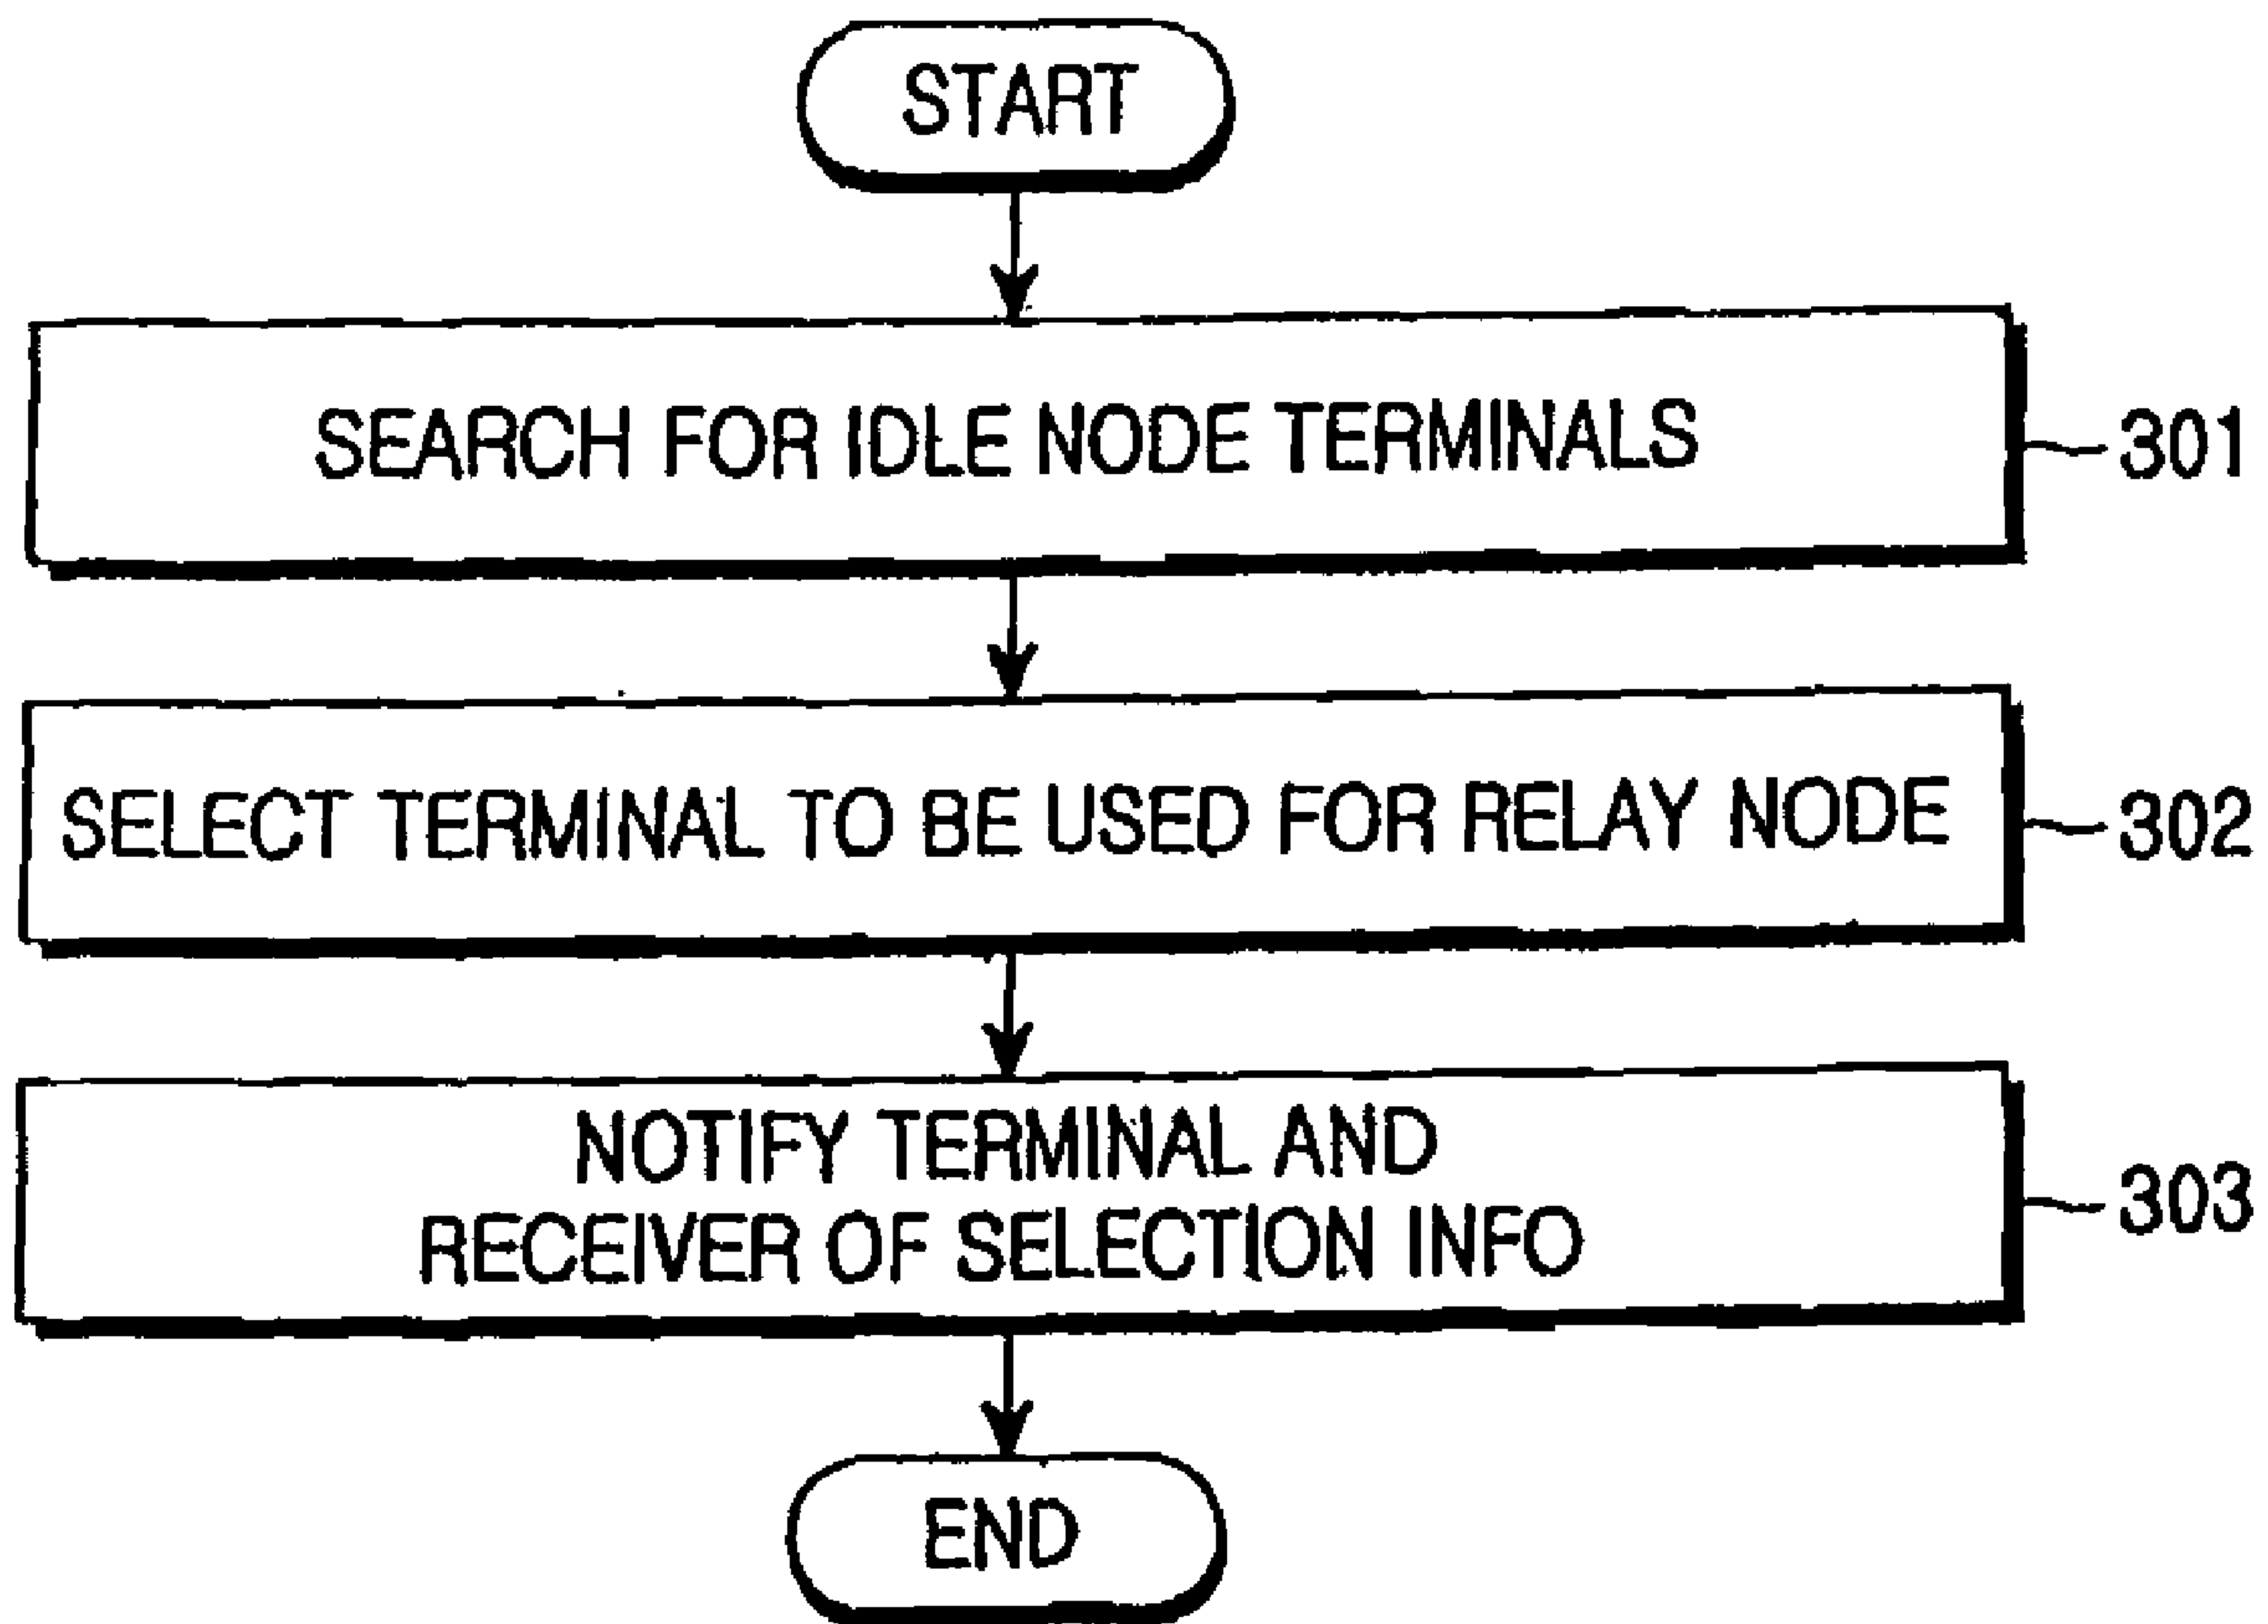 START
SEARCH FOR IDLE NODE TERMINALS
301
SELECT TERMINAL TO BE USED FOR RELAY NODE
302
NOTIFY TERMINAL AND
RECEIVER OF SELECTION INFO
303
END